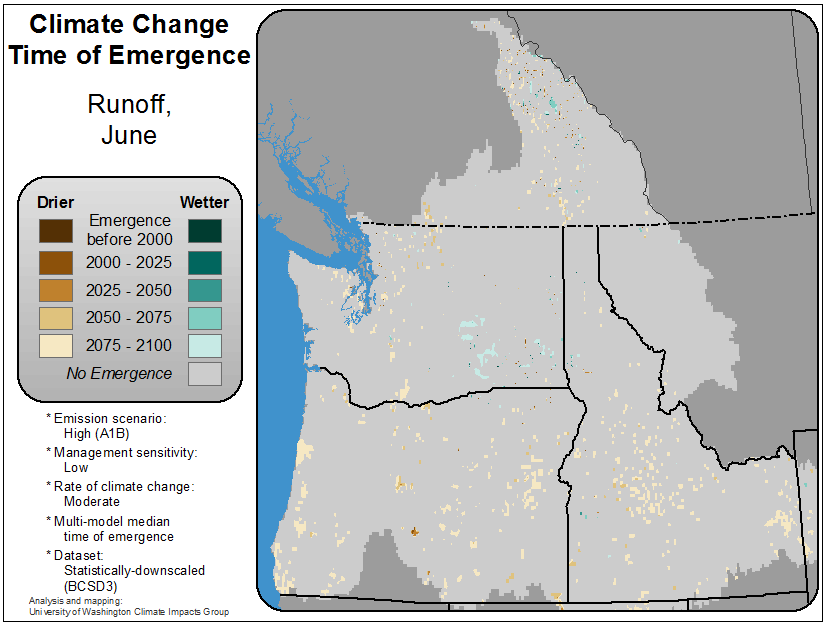 Climate Change
Time of Emergence
Runoff,
June
Drier Wetter
Emergence
before 2000
2000 - 2025
2025 - 2050
2050 - 2075
2075 - 2100
No Emergence
* Emission scenario:
High (A1B)
* Management sensitivity:
Low
* Rate of climate change:
Moderate
* Multi-model median
time of emergence
* Dataset:
Statistically-downscaled
(BCSD3)
Analysis and mapping:
University of Washington Climate Impacts Group